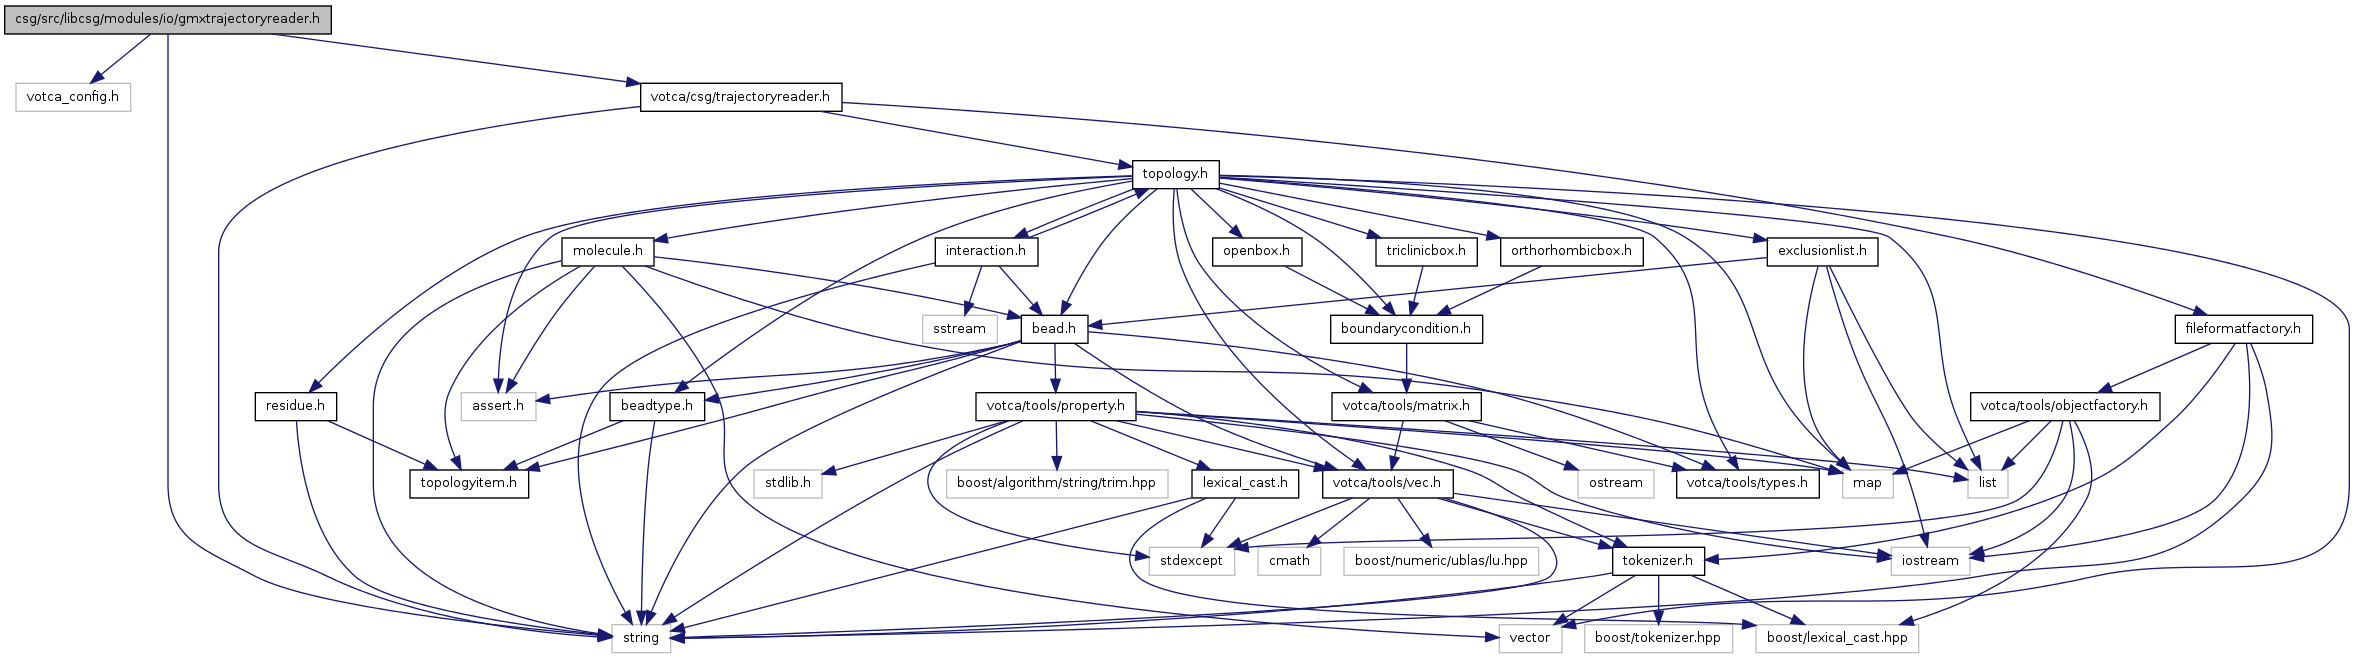 csg/src/libcsg/modules/io/gmxtrajectoryreader.h
votca_config.h
votca/csg/trajectoryreader.h
topology.h
molecule.h
interaction.h
openbox.h
triclinicbox.h
orthorhombicbox.h
exclusionlist.h
sstream
bead.h
boundarycondition.h
fileformatfactory.h
residue.h
assert.h
beadtype.h
votca/tools/property.h
votca/tools/matrix.h
votca/tools/objectfactory.h
topologyitem.h
stdlib.h
boost/algorithm/string/trim.hpp
lexical_cast.h
votca/tools/vec.h
ostream
votca/tools/types.h
map
list
stdexcept
cmath
boost/numeric/ublas/lu.hpp
tokenizer.h
iostream
string
vector
boost/tokenizer.hpp
boost/lexical_cast.hpp